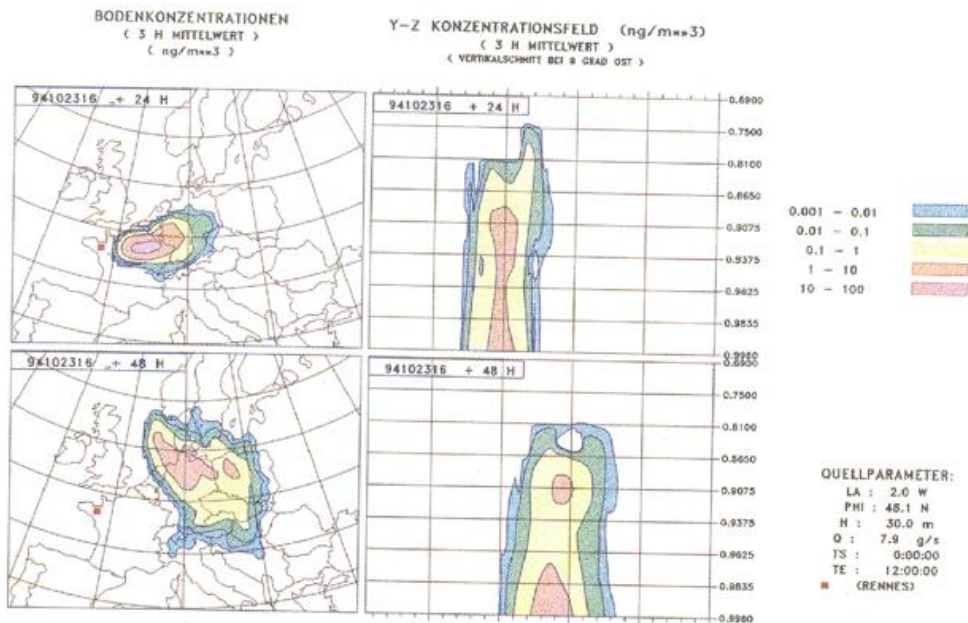 BODENKONZENTRATIONEN
( 3 H MITTELWERT )
( ng/m**3 )
Y-Z KONZENTRATIONSFELD (ng/m**3)
( 3 H MITTELWERT )
( VERTIKALSCHNITT BEI 8 GRAD OST )
94102316 + 24 H
94102316 + 24 H
0.6900
0.7500
0.8100
0.8650
0.9075
0.9375
0.9625
0.9835
0.9960
0.001 - 0.01
0.01 - 0.1
0.1 - 1
1 - 10
10 - 100
94102316 + 48 H
94102316 + 48 H
0.6900
0.7500
0.8100
0.8650
0.9075
0.9375
0.9625
0.9835
0.9960
QUELLPARAMETER:
LA : 2.0 W
PHI : 48.1 N
H : 30.0 m
Q : 7.9 g/s
TS : 0:00:00
TE : 12:00:00
(RENNES)